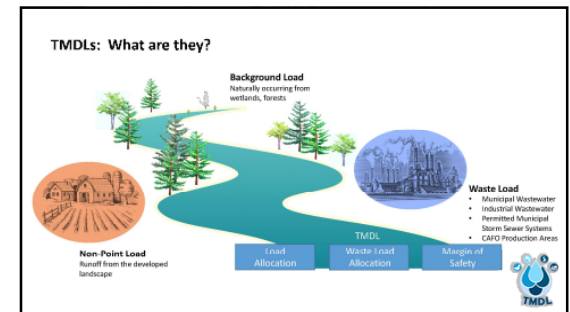 TMDLs: What are they?
Background Load
Naturally occurring from
wetlands, forests
Waste Load
• Municipal Wastewater
• Industrial Wastewater
• Permitted Municipal
Storm Sewer Systems
• CAFO Production Areas
Non-Point Load
Runoff from the developed
landscape
TMDL
Load
Allocation
Waste Load
Allocation
Margin of
Safety
TMDL